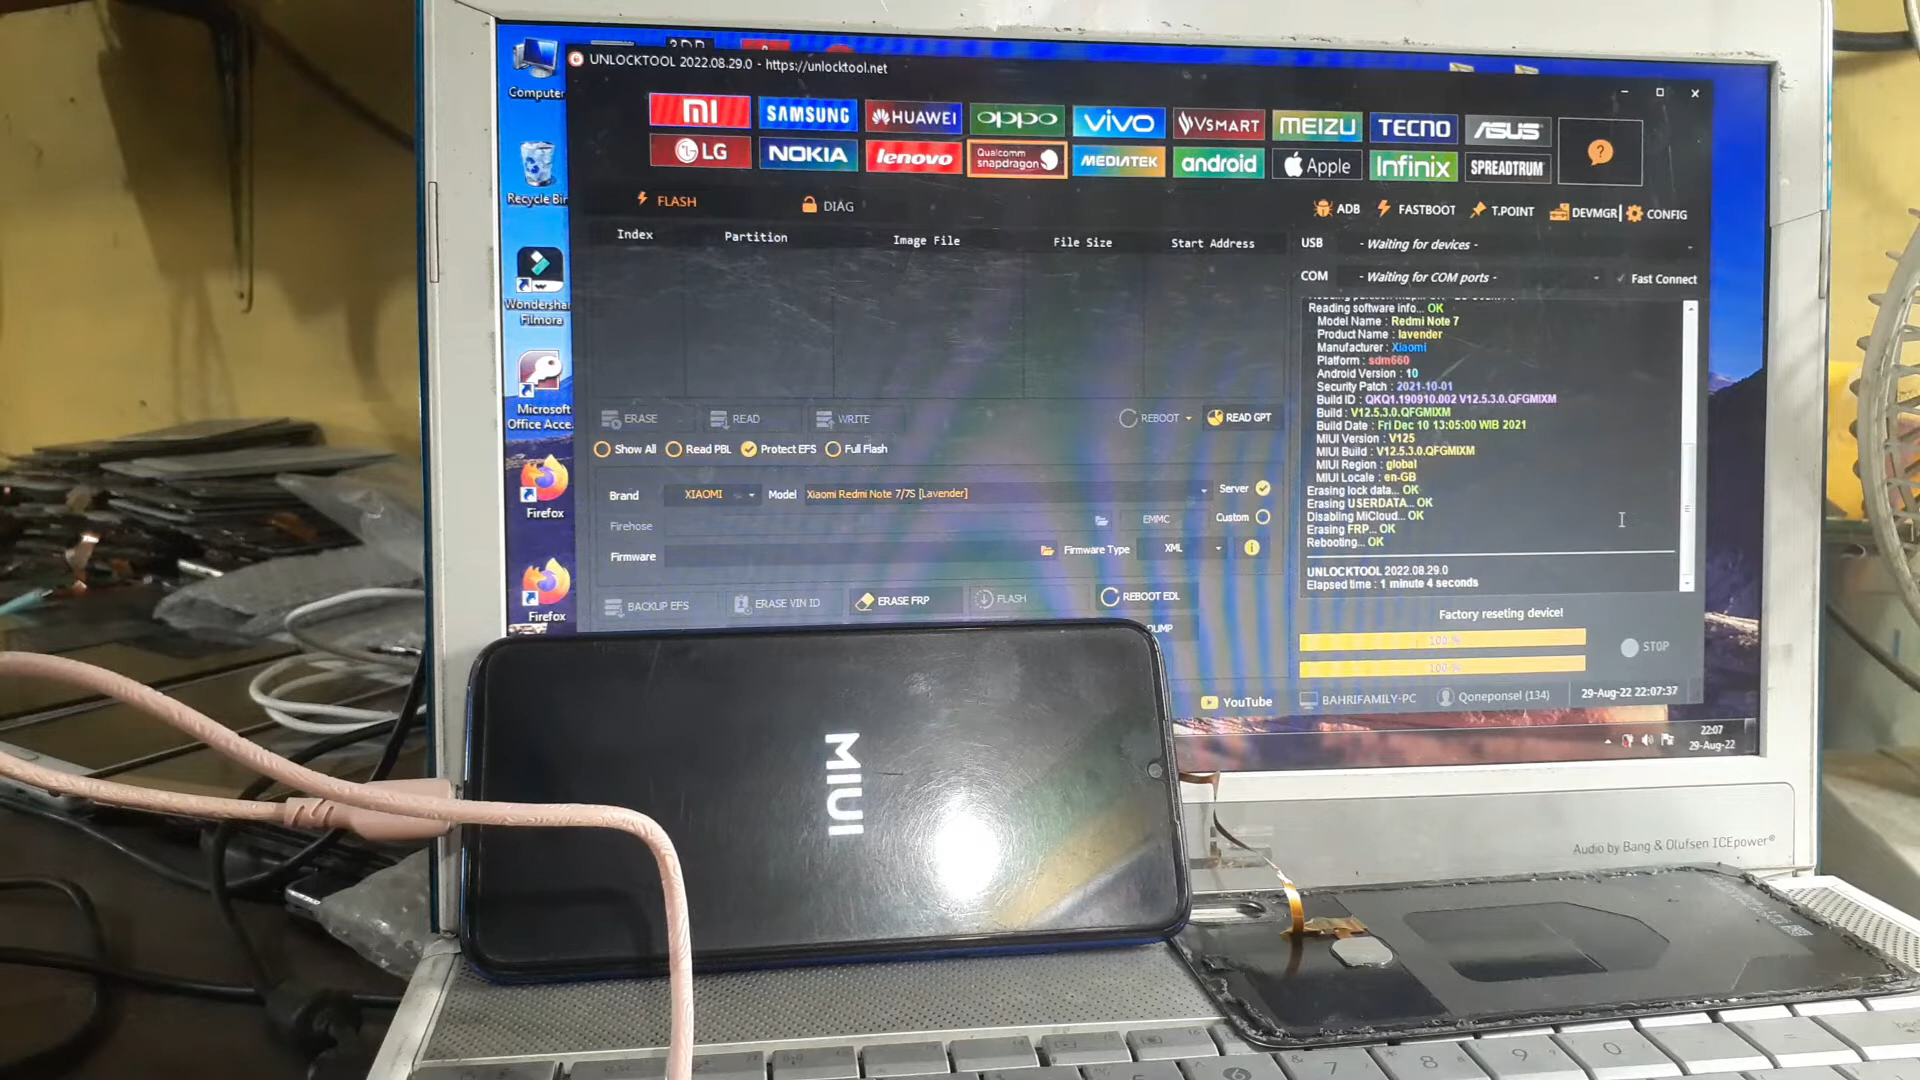 UNLOCKTOOL 2022.08.29.0 - https://unlocktool.net
Computer
Recycle Bin
Wondersha
Filmora
Microsoft
Office Acce...
Firefox
Firefox
MI
SAMSUNG
HUAWEI
oppo
vivo
VSMART
MEIZU
TECNO
ASUS
?
LG
NOKIA
lenovo
Qualcomm
snapdragon
MEDIATEK
android
Apple
Infinix
SPREADTRUM
FLASH
DIAG
ADB
FASTBOOT
T.POINT
DEVMGR
CONFIG
Index
Partition
Image File
File Size
Start Address
USB
- Waiting for devices -
COM
- Waiting for COM ports -
Fast Connect
Reading software info... OK
Model Name : Redmi Note 7
Product Name : lavender
Manufacturer : Xiaomi
Platform : sdm660
Android Version : 10
Security Patch : 2021-10-01
Build ID : QKQ1.190910.002 V12.5.3.0.QFGMIXM
Build : V12.5.3.0.QFGMIXM
Build Date : Fri Dec 10 13:05:00 WIB 2021
MIUI Version : V125
MIUI Build : V12.5.3.0.QFGMIXM
MIUI Region : global
MIUI Locale : en-GB
Erasing lock data... OK
Erasing USERDATA... OK
Disabling MiCloud... OK
Erasing FRP... OK
Rebooting... OK
UNLOCKTOOL 2022.08.29.0
Elapsed time : 1 minute 4 seconds
ERASE
READ
WRITE
REBOOT
READ GPT
Show All
Read PBL
Protect EFS
Full Flash
Brand
XIAOMI
Model
Xiaomi Redmi Note 7/7S [Lavender]
Server
Firehose
EMMC
Custom
Firmware
Firmware Type
XML
BACKUP EFS
ERASE VIN ID
ERASE FRP
FLASH
REBOOT EDL
DUMP
Factory reseting device!
100 %
100 %
STOP
YouTube
BAHRIFAMILY-PC
Qoneponsel (134)
29-Aug-22 22:07:37
22:07
29-Aug-22
MIUI
Audio by Bang & Olufsen ICEpower®
6
7
8
9
0